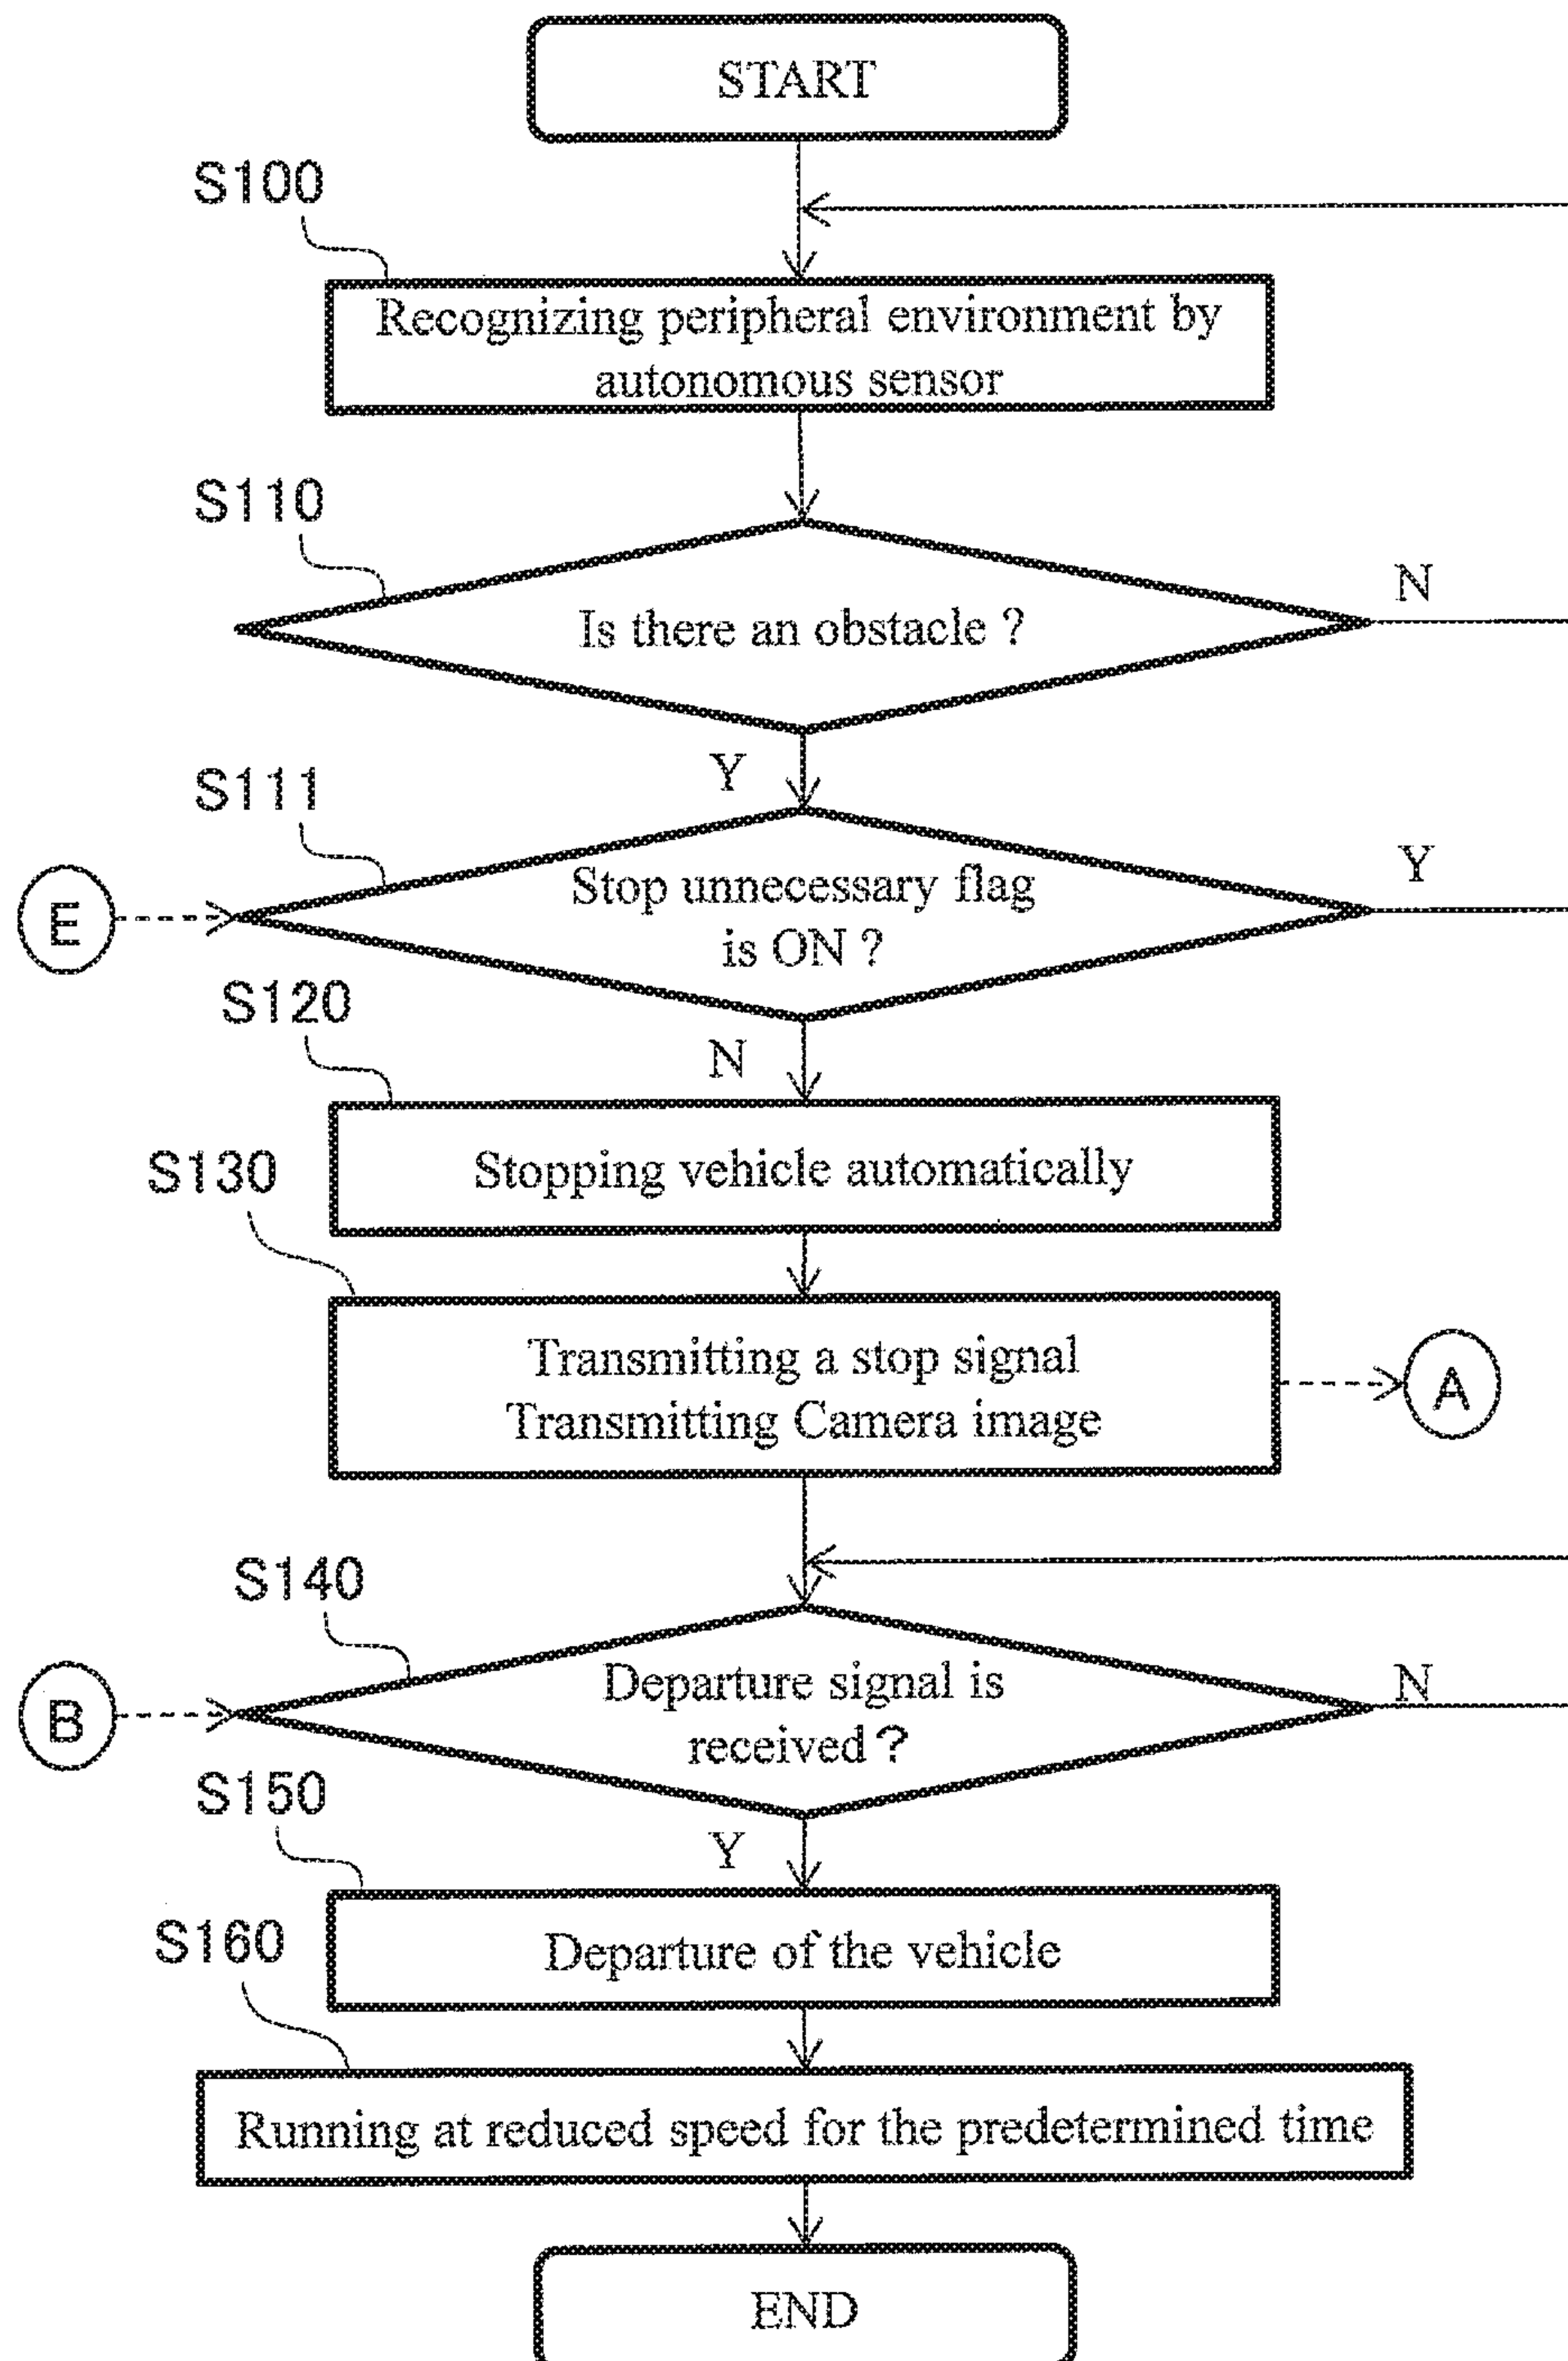 START
S100
Recognizing peripheral environment by
autonomous sensor
S110
Is there an obstacle ?
N
Y
S111
E
Stop unnecessary flag
is ON ?
Y
N
S120
Stopping vehicle automatically
S130
Transmitting a stop signal
Transmitting Camera image
A
S140
B
Departure signal is
received ?
N
Y
S150
Departure of the vehicle
S160
Running at reduced speed for the predetermined time
END